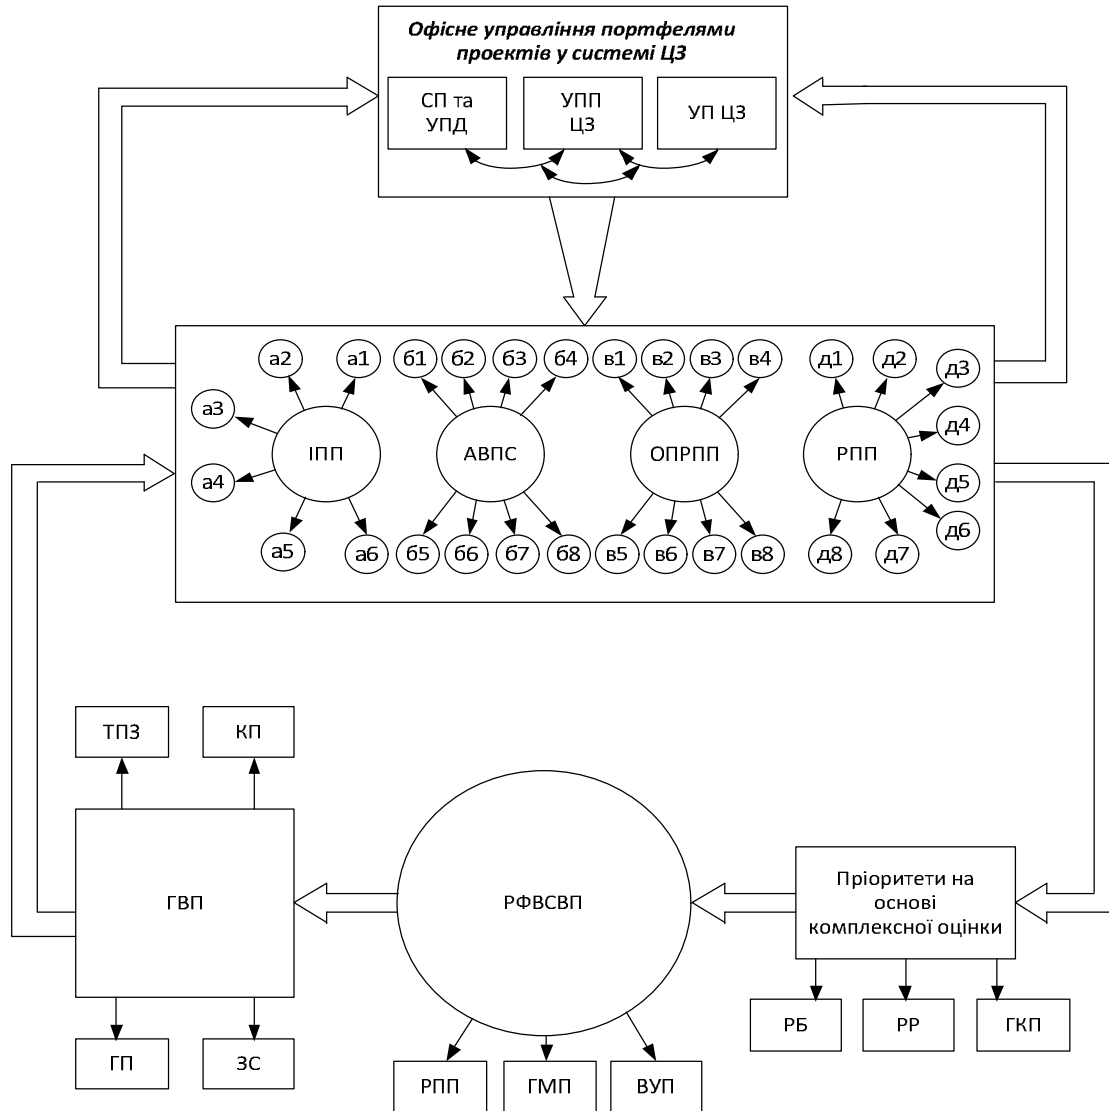 Офісне управління портфелями
проектів у системі ЦЗ
СП та
УПД
УПП
ЦЗ
УП ЦЗ
а2
а1
б1
б2
б3
б4
в1
в2
в3
в4
д1
д2
д3
а3
д4
ІПП
АВПС
ОПРПП
РПП
а4
д5
д6
а5
а6
б5
б6
б7
б8
в5
в6
в7
в8
д8
д7
ТПЗ
КП
ГВП
РФВСВП
Пріоритети на
основі
комплексної оцінки
РБ
РР
ГКП
ГП
ЗС
РПП
ГМП
ВУП